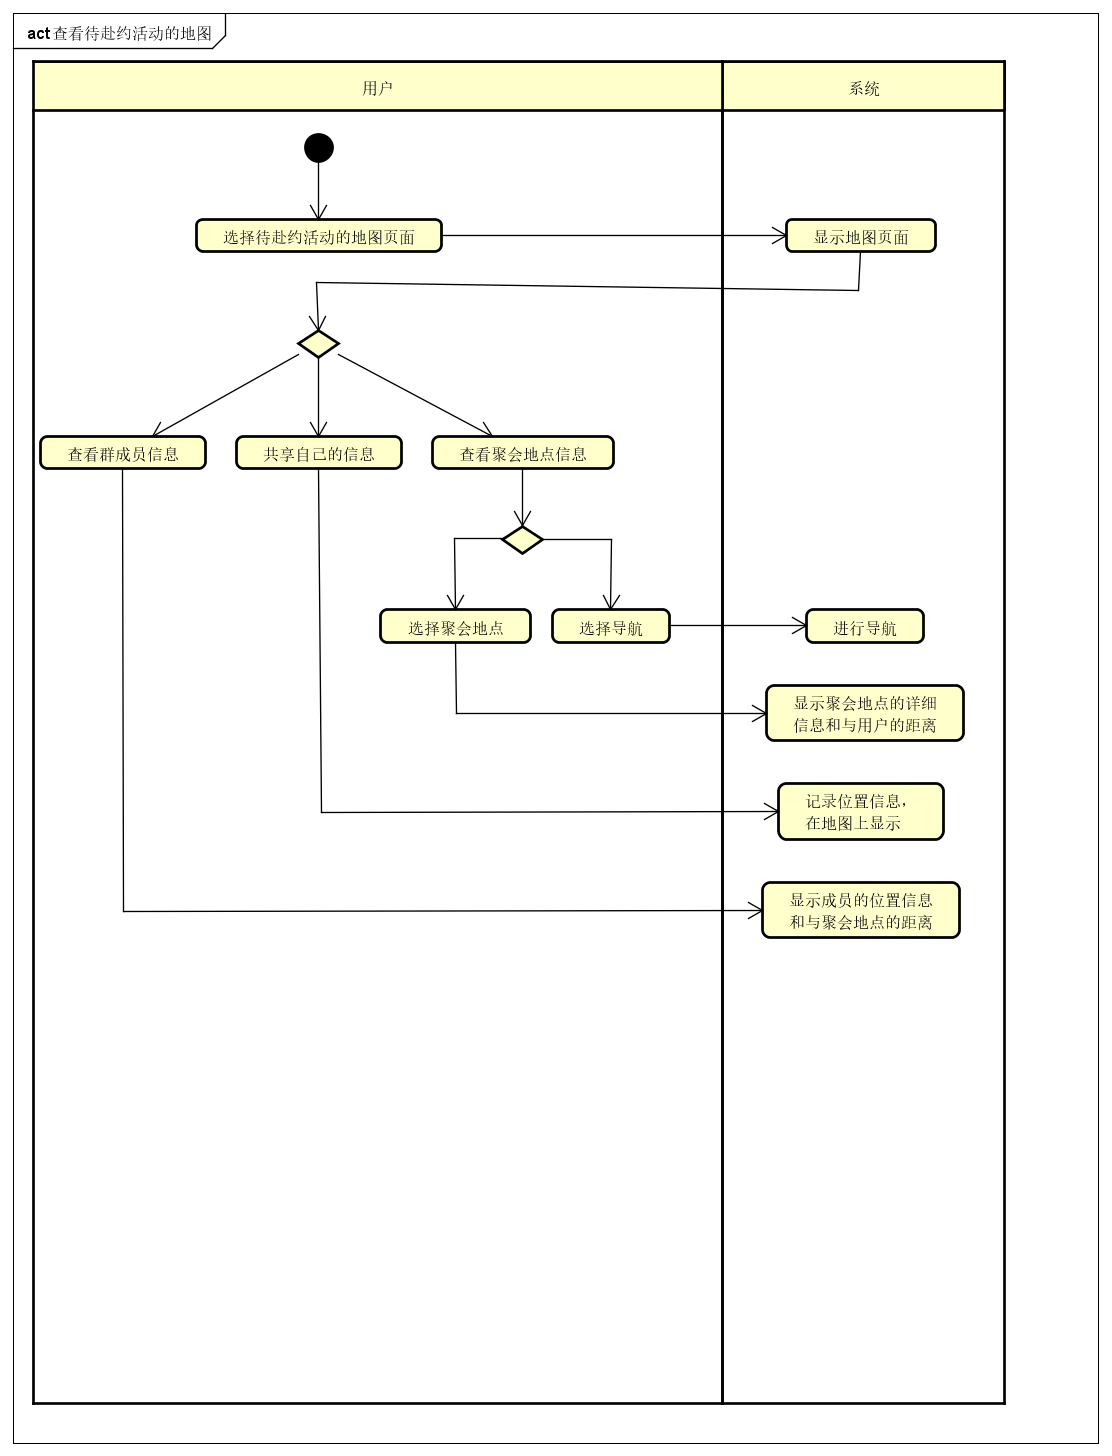 act 查看待赴约活动的地图
用户
系统
选择待赴约活动的地图页面
显示地图页面
查看群成员信息
共享自己的信息
查看聚会地点信息
选择聚会地点
选择导航
进行导航
显示聚会地点的详细
信息和与用户的距离
记录位置信息，
在地图上显示
显示成员的位置信息
和与聚会地点的距离